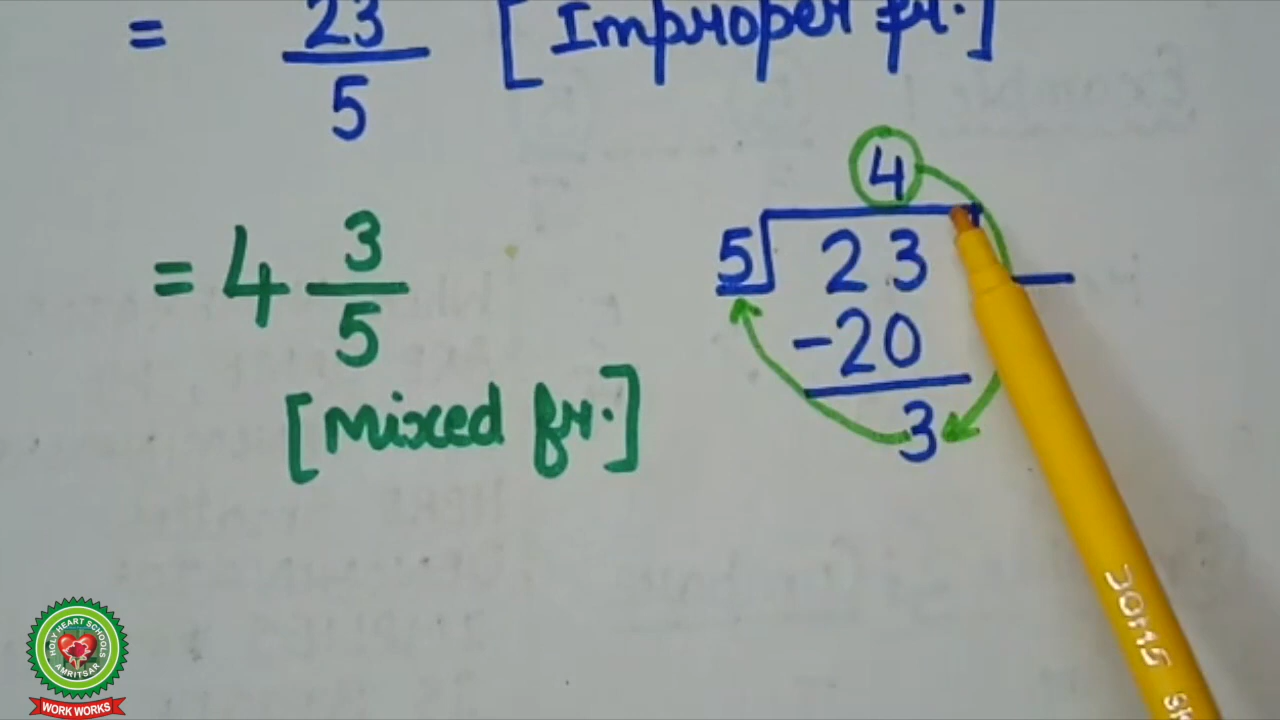 = 23/5 [Improper fr.]
= 4 3/5
[Mixed fr.]
4
5 23
-20
3
DOMS
HOLY HEART SCHOOLS
AMRITSAR
WORK WORKS